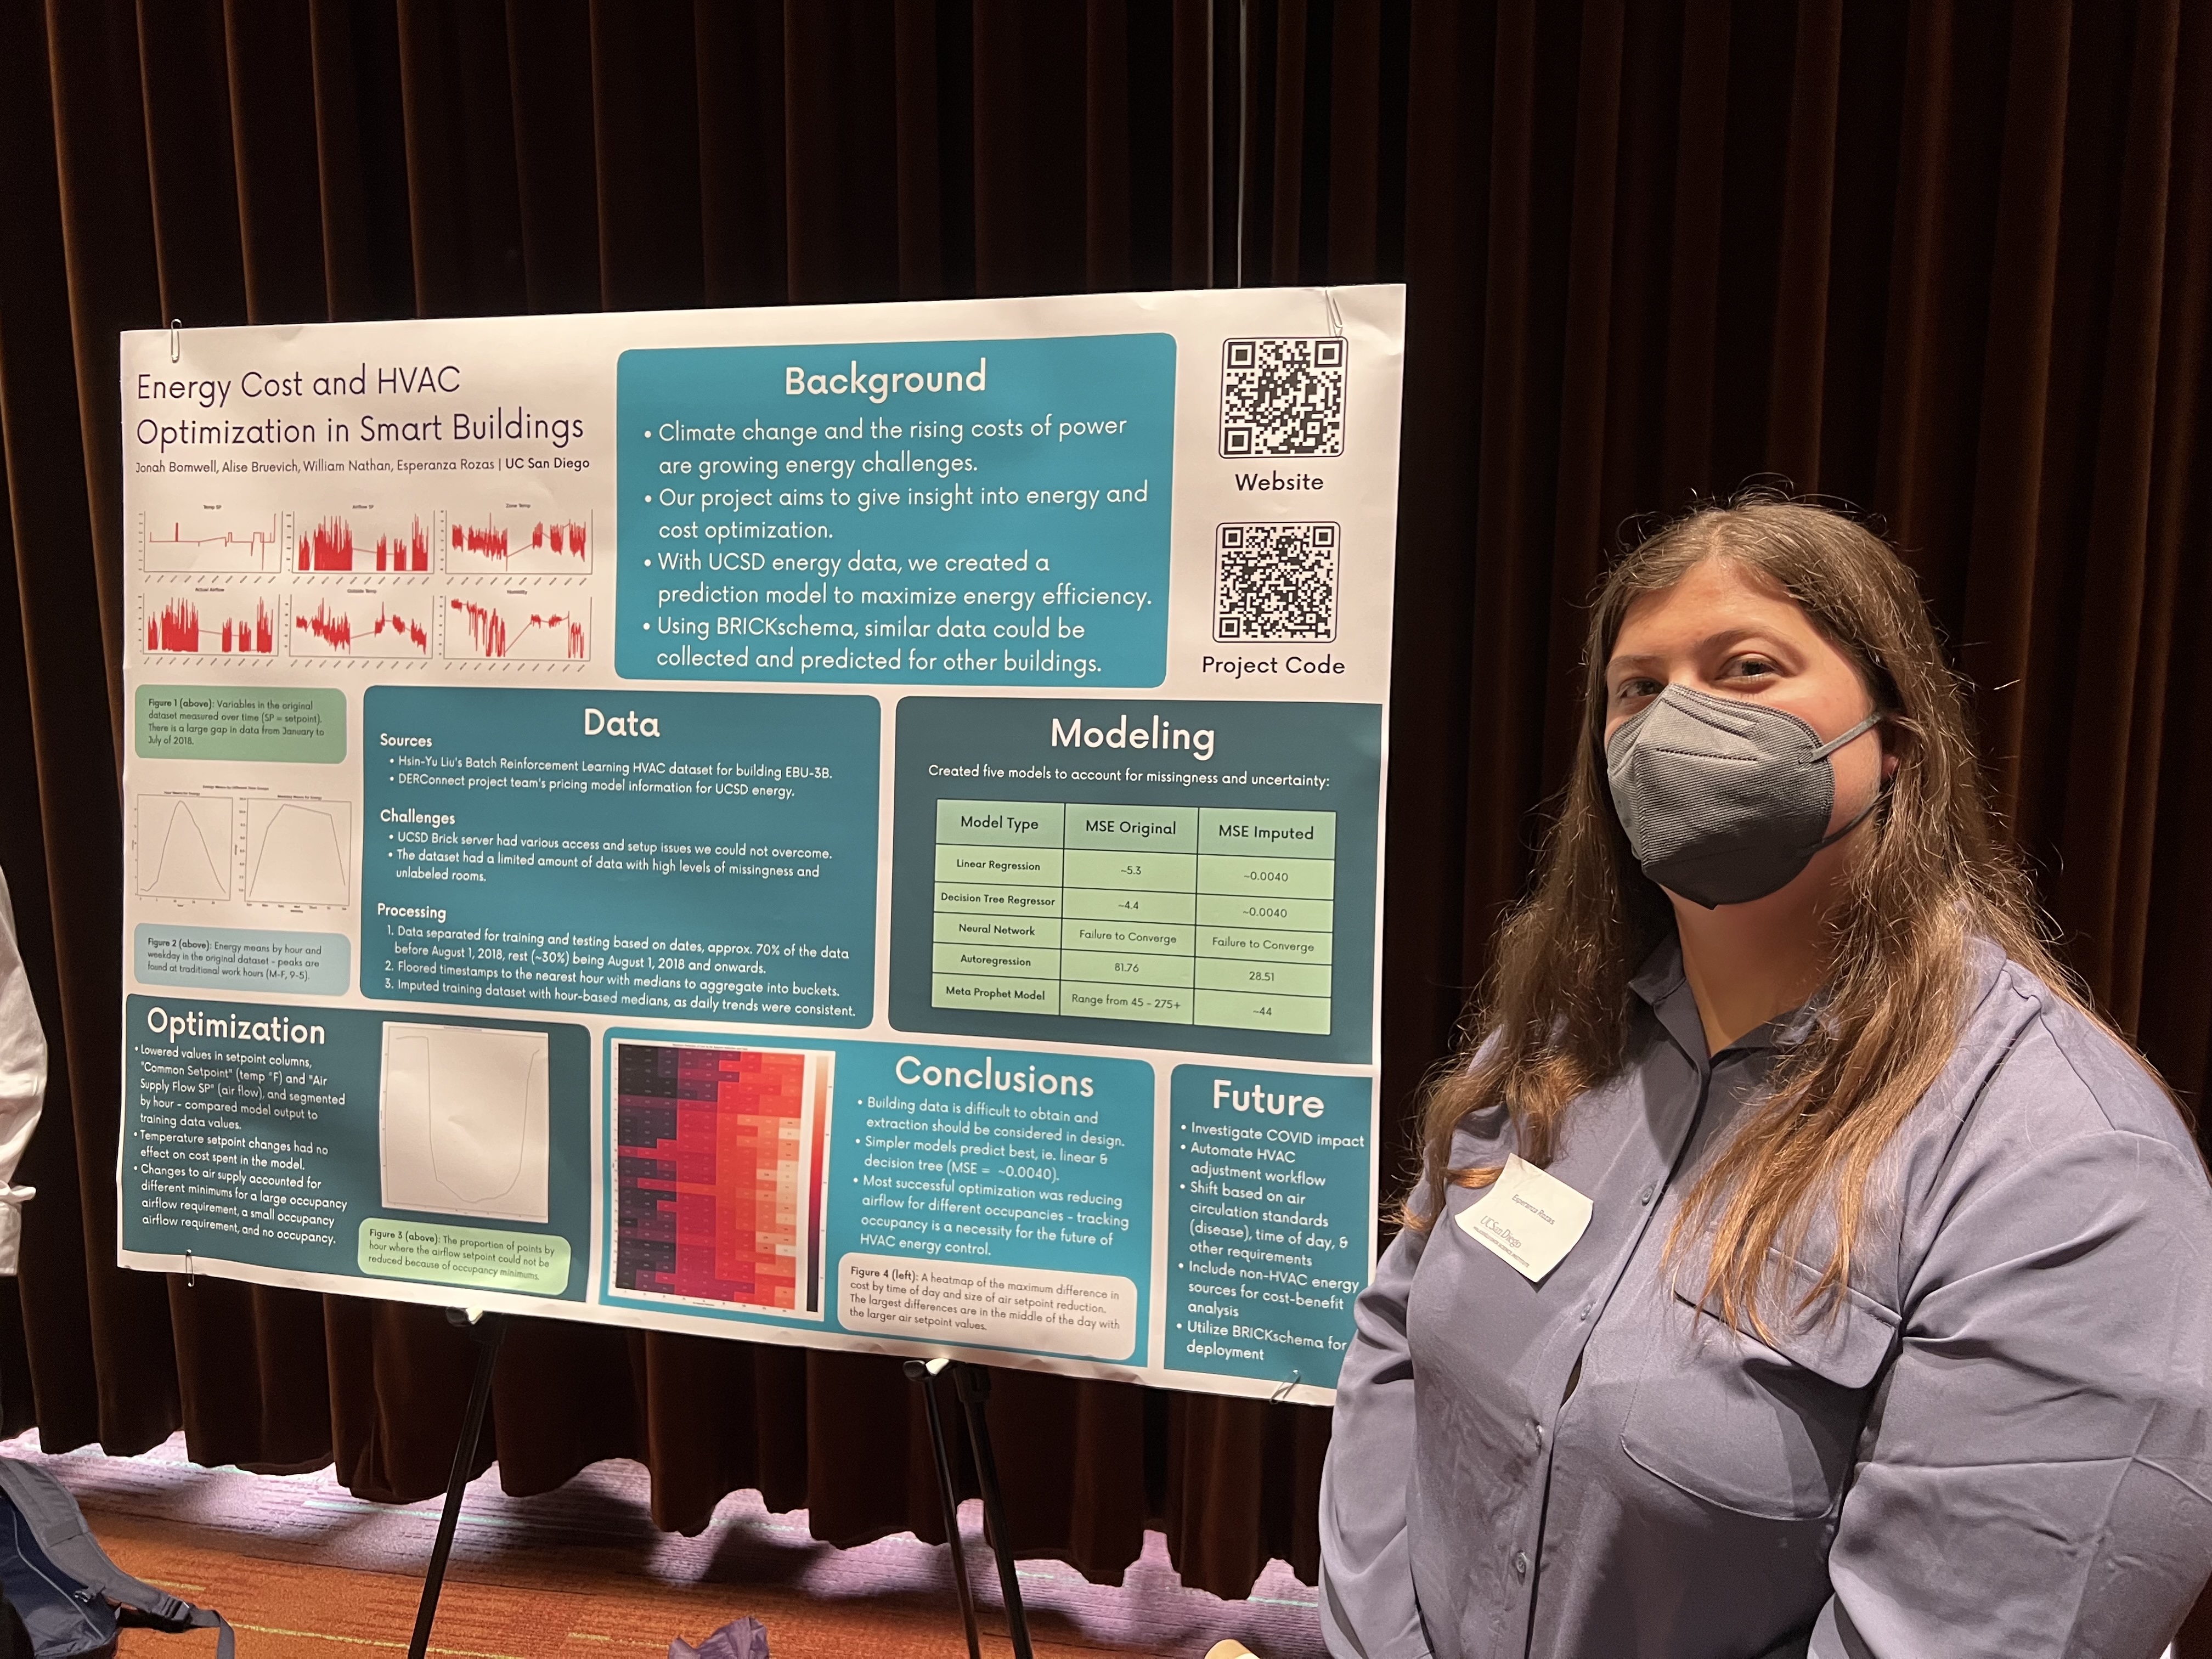 Energy Cost and HVAC
Optimization in Smart Buildings
Jonah Bomwell, Alise Bruevich, William Nathan, Esperanza Rozas | UC San Diego
Temp SP
Airflow SP
Zone Temp
Actual Airflow
Outside Temp
Humidity
Figure 1 (above): Variables in the original
dataset measured over time (SP = setpoint).
There is a large gap in data from January to
July of 2018.
Figure 2 (above): Energy means by hour and
weekday in the original dataset - peaks are
found at traditional work hours (M-F, 9-5).
Background
• Climate change and the rising costs of power
are growing energy challenges.
• Our project aims to give insight into energy and
cost optimization.
• With UCSD energy data, we created a
prediction model to maximize energy efficiency.
• Using BRICKschema, similar data could be
collected and predicted for other buildings.
Website
Project Code
Data
Sources
• Hsin-Yu Liu's Batch Reinforcement Learning HVAC dataset for building EBU-3B.
• DERConnect project team's pricing model information for UCSD energy.
Challenges
• UCSD Brick server had various access and setup issues we could not overcome.
• The dataset had a limited amount of data with high levels of missingness and
unlabeled rooms.
Processing
1. Data separated for training and testing based on dates, approx. 70% of the data
before August 1, 2018, rest (~30%) being August 1, 2018 and onwards.
2. Floored timestamps to the nearest hour with medians to aggregate into buckets.
3. Imputed training dataset with hour-based medians, as daily trends were consistent.
Modeling
Created five models to account for missingness and uncertainty:
Model Type MSE Original MSE Imputed
Linear Regression ~5.3 ~0.0040
Decision Tree Regressor ~4.4 ~0.0040
Neural Network Failure to Converge Failure to Converge
Autoregression 81.76 28.51
Meta Prophet Model Range from 45 - 275+ ~44
Optimization
• Lowered values in setpoint columns,
"Common Setpoint" (temp °F) and "Air
Supply Flow SP" (air flow), and segmented
by hour - compared model output to
training data values.
• Temperature setpoint changes had no
effect on cost spent in the model.
• Changes to air supply accounted for
different minimums for a large occupancy
airflow requirement, a small occupancy
airflow requirement, and no occupancy.
Figure 3 (above): The proportion of points by
hour where the airflow setpoint could not be
reduced because of occupancy minimums.
Conclusions
• Building data is difficult to obtain and
extraction should be considered in design.
• Simpler models predict best, ie. linear &
decision tree (MSE = ~0.0040).
• Most successful optimization was reducing
airflow for different occupancies - tracking
occupancy is a necessity for the future of
HVAC energy control.
Figure 4 (left): A heatmap of the maximum difference in
cost by time of day and size of air setpoint reduction.
The largest differences are in the middle of the day with
the larger air setpoint values.
Future
• Investigate COVID impact
• Automate HVAC
adjustment workflow
• Shift based on air
circulation standards
(disease), time of day, &
other requirements
• Include non-HVAC energy
sources for cost-benefit
analysis
• Utilize BRICKschema for
deployment
Esperanza Rozas
UC San Diego